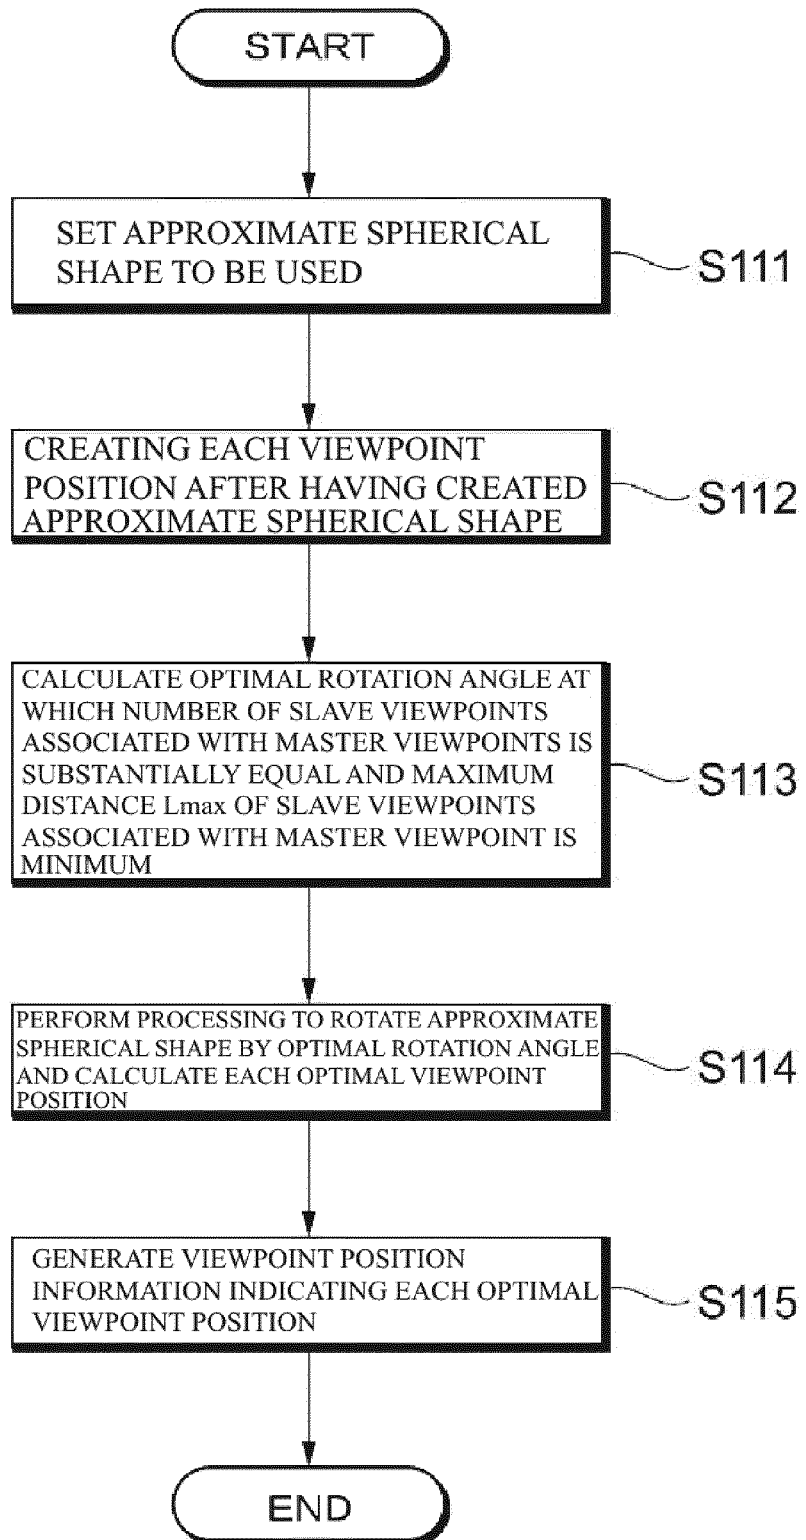 START
SET APPROXIMATE SPHERICAL
SHAPE TO BE USED
S111
CREATING EACH VIEWPOINT
POSITION AFTER HAVING CREATED
APPROXIMATE SPHERICAL SHAPE
S112
CALCULATE OPTIMAL ROTATION ANGLE AT
WHICH NUMBER OF SLAVE VIEWPOINTS
ASSOCIATED WITH MASTER VIEWPOINTS IS
SUBSTANTIALLY EQUAL AND MAXIMUM
DISTANCE Lmax OF SLAVE VIEWPOINTS
ASSOCIATED WITH MASTER VIEWPOINT IS
MINIMUM
S113
PERFORM PROCESSING TO ROTATE APPROXIMATE
SPHERICAL SHAPE BY OPTIMAL ROTATION ANGLE
AND CALCULATE EACH OPTIMAL VIEWPOINT
POSITION
S114
GENERATE VIEWPOINT POSITION
INFORMATION INDICATING EACH OPTIMAL
VIEWPOINT POSITION
S115
END